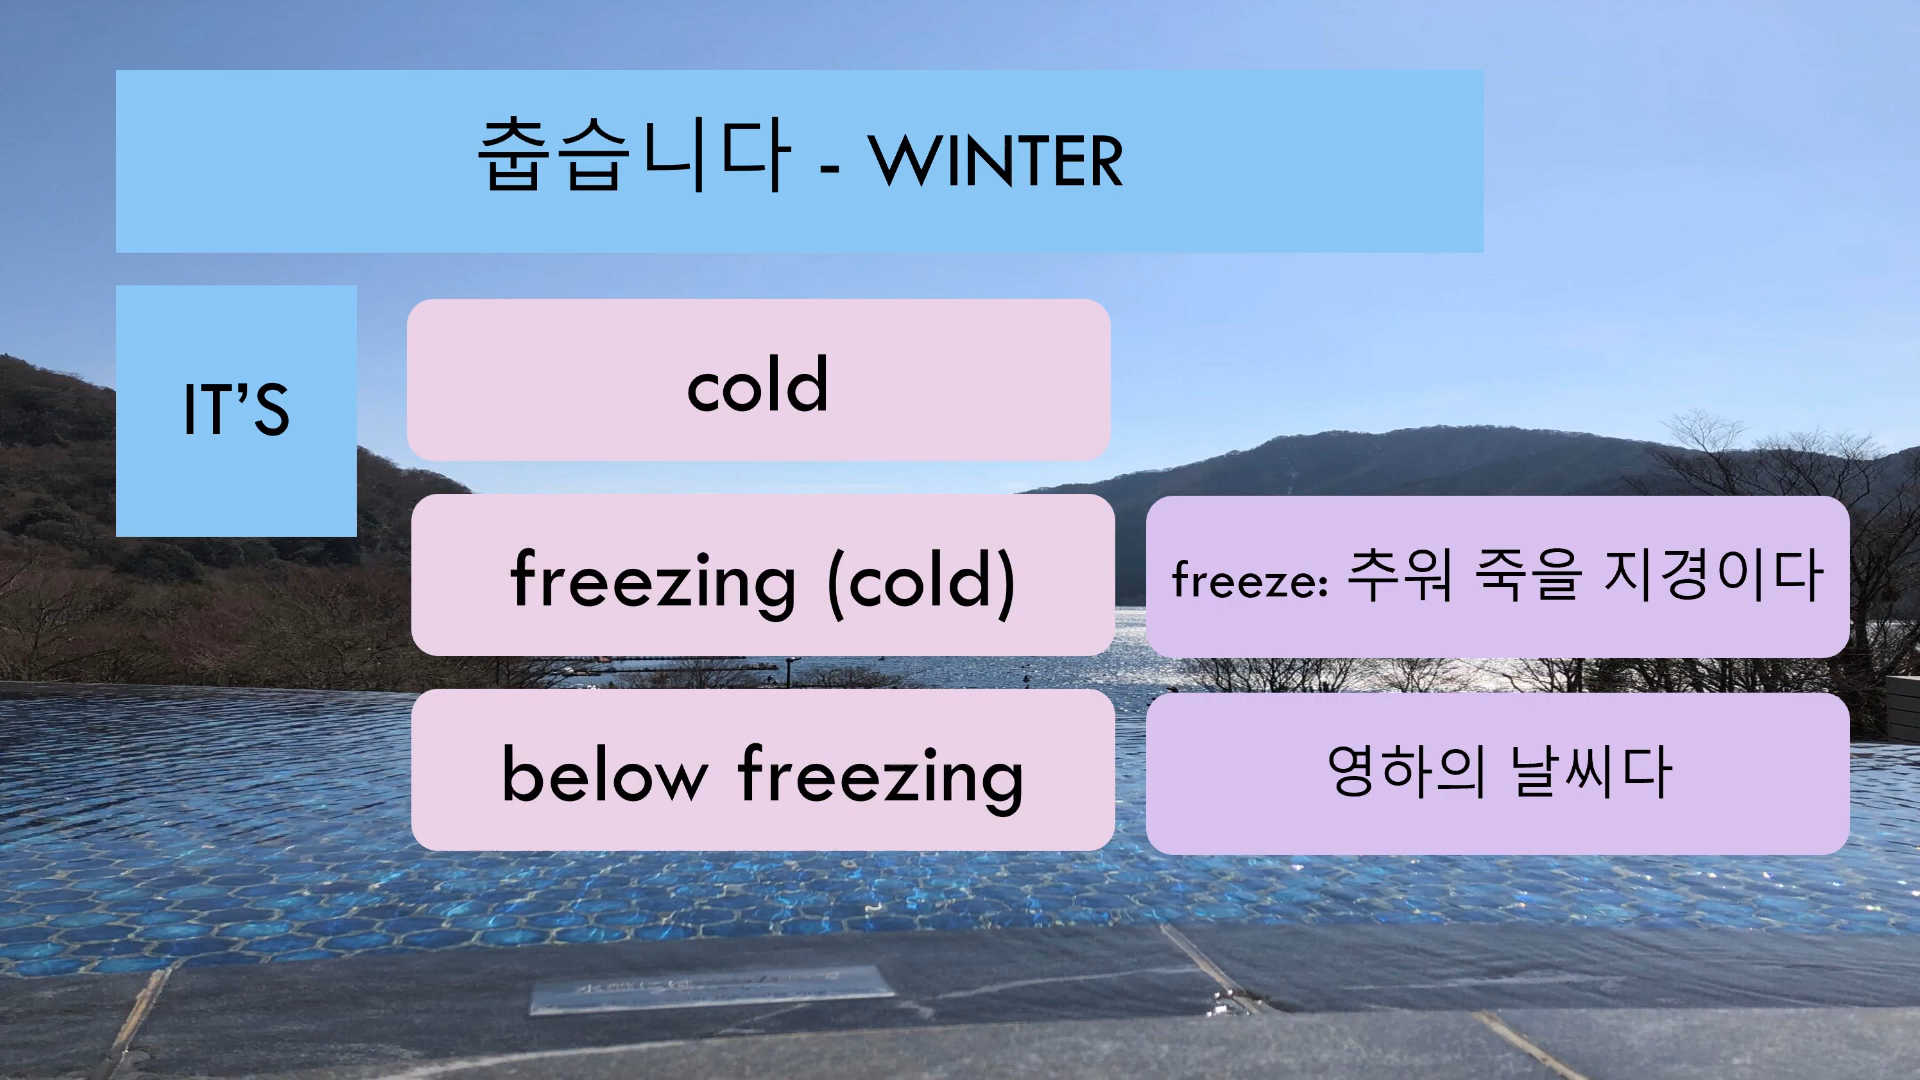 춥습니다 - WINTER
IT’S
cold
freezing (cold)
freeze: 추워 죽을 지경이다
below freezing
영하의 날씨다